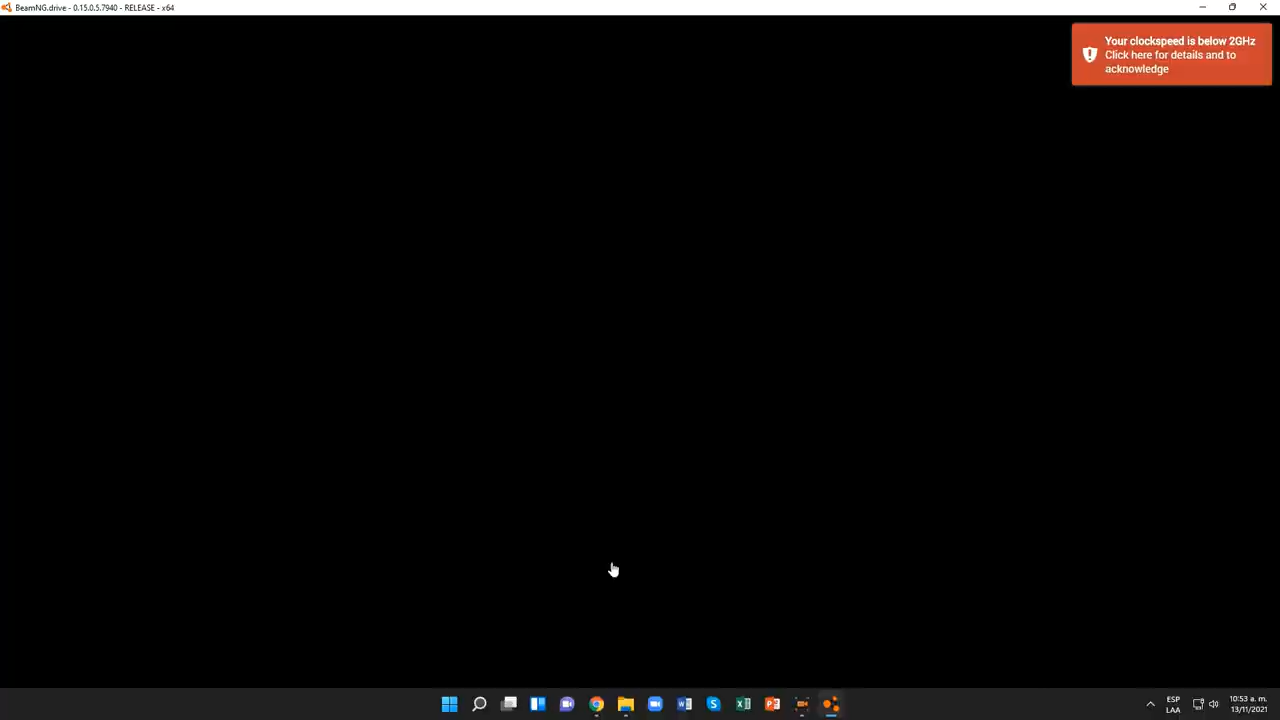 BeamNG.drive - 0.15.0.5.7940 - RELEASE - x64
Your clockspeed is below 2GHz
Click here for details and to
acknowledge
ESP
LAA
10:53 a. m.
13/11/2021